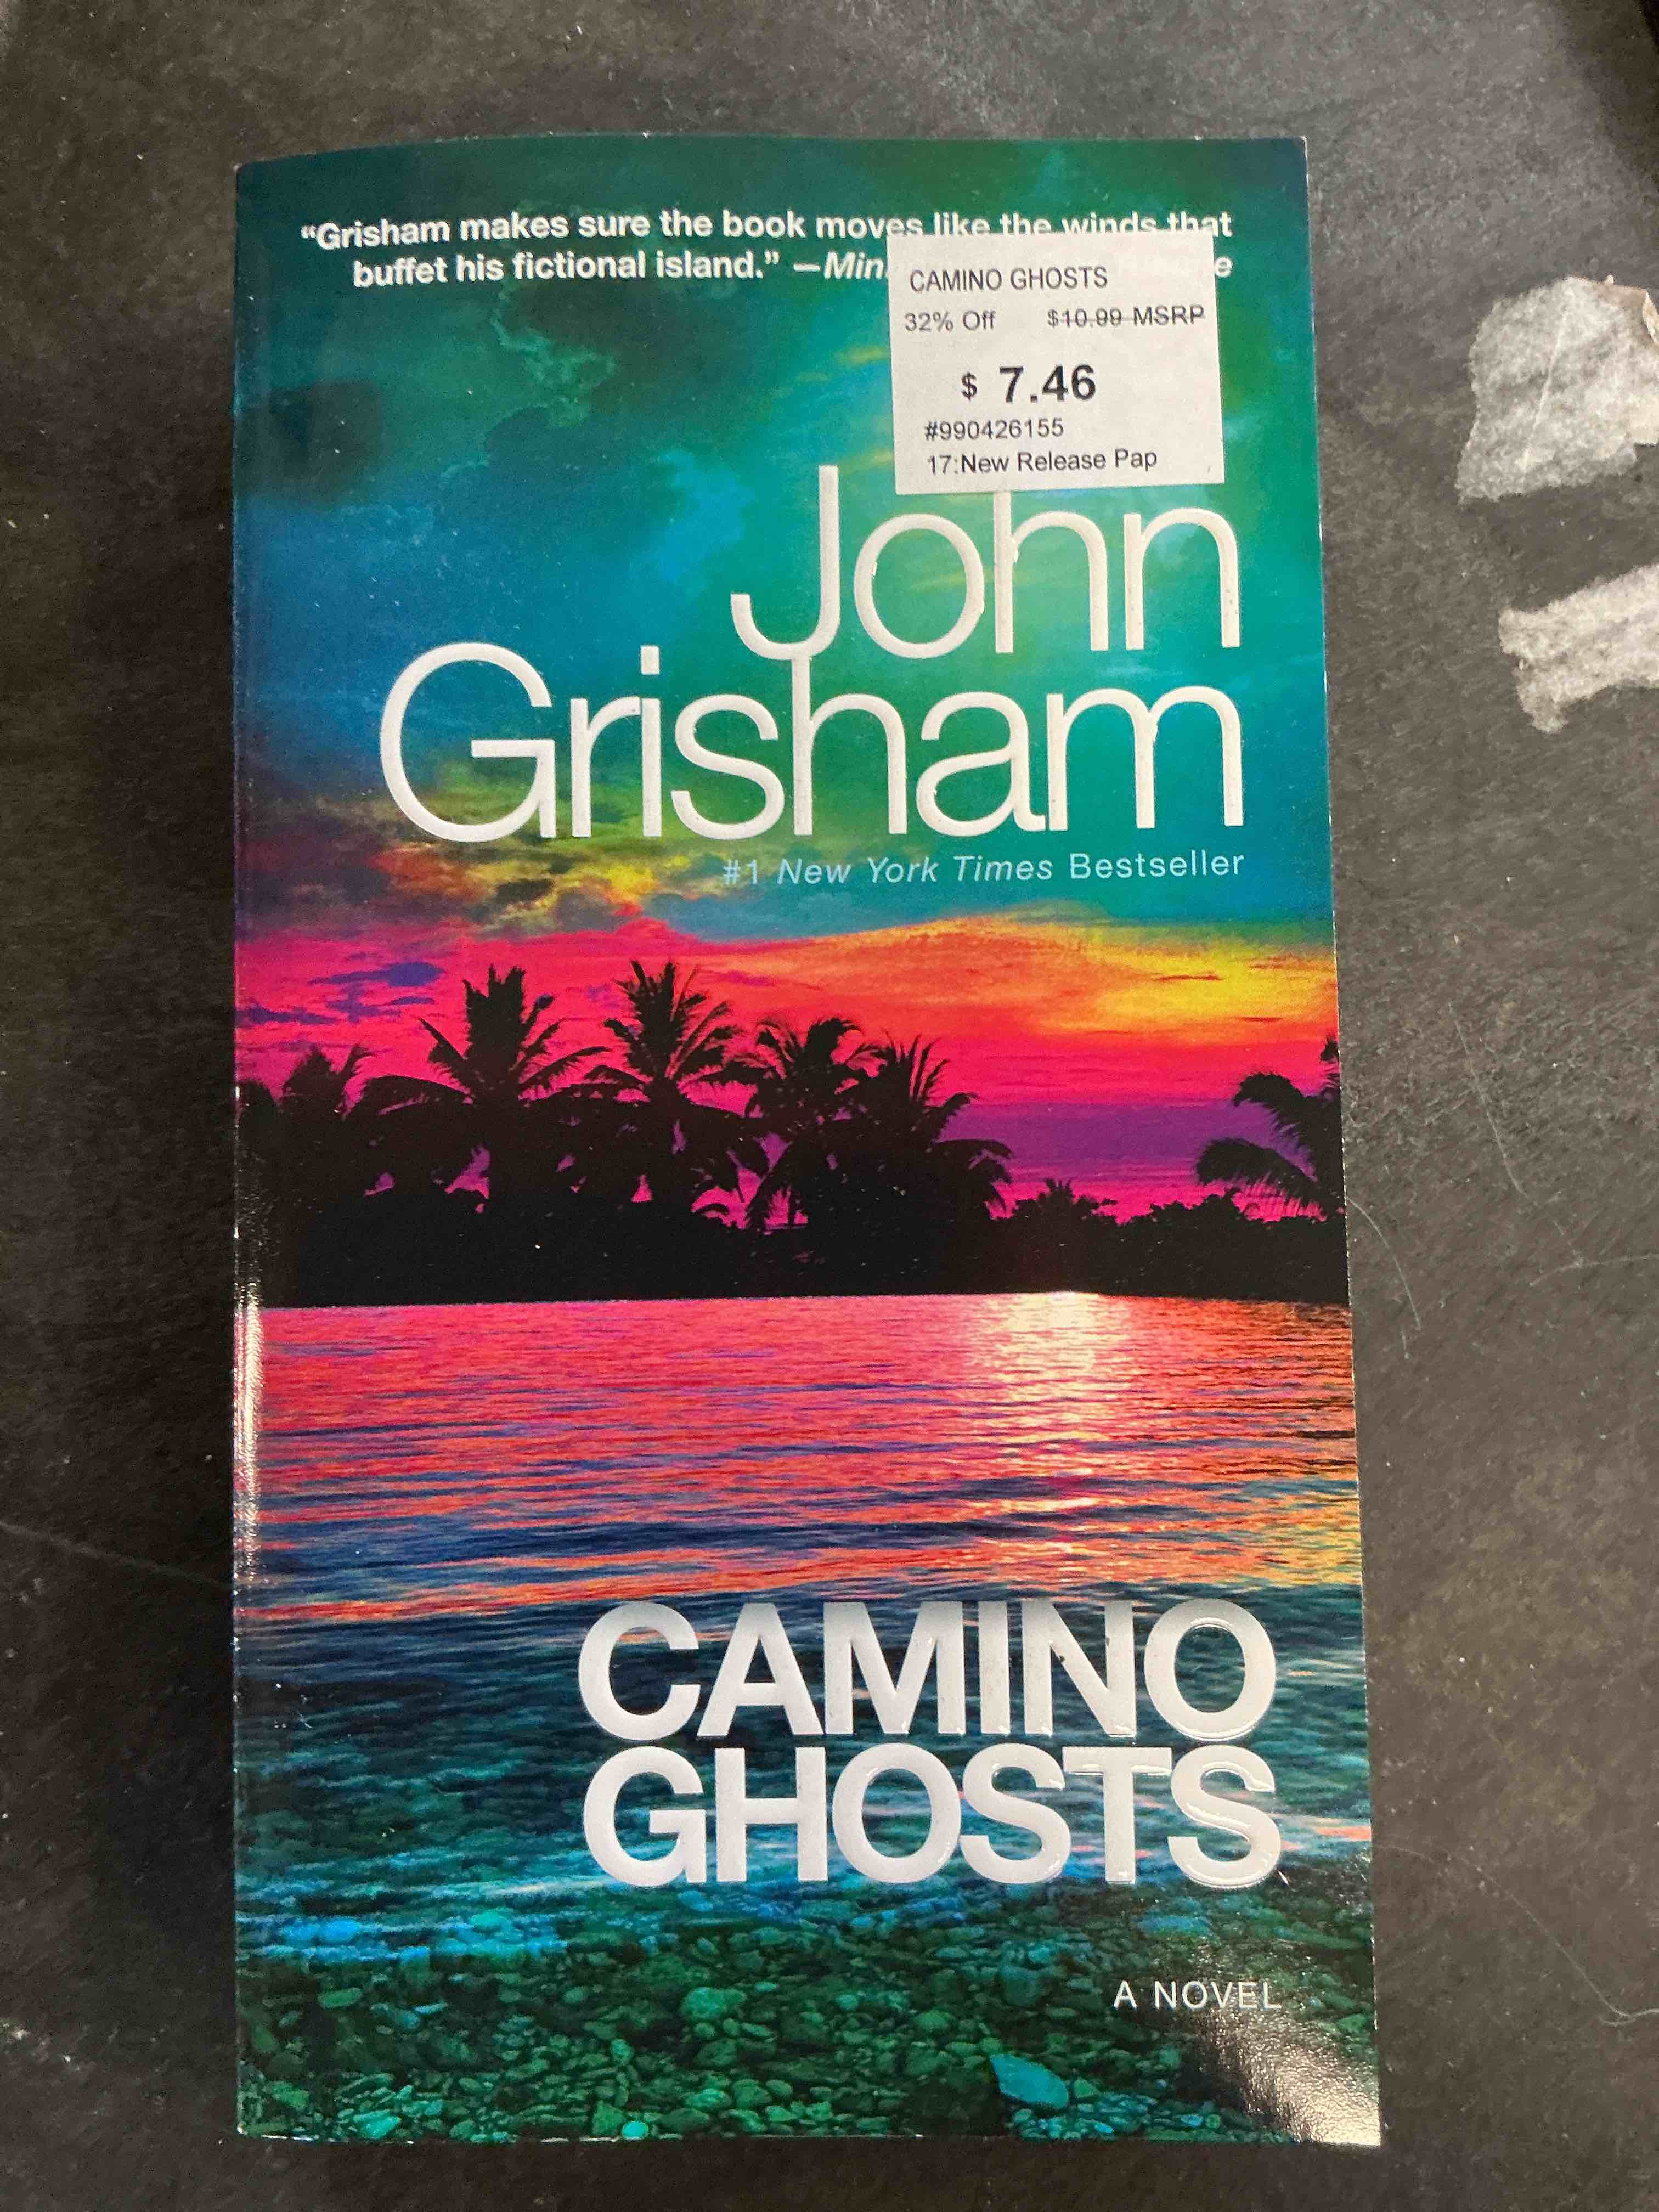 "Grisham makes sure the book moves like the winds that
buffet his fictional island." —Min
CAMINO GHOSTS
32% Off $10.99 MSRP
$ 7.46
#990426155
17:New Release Pap
John
Grisham
#1 New York Times Bestseller
CAMINO
GHOSTS
A NOVEL